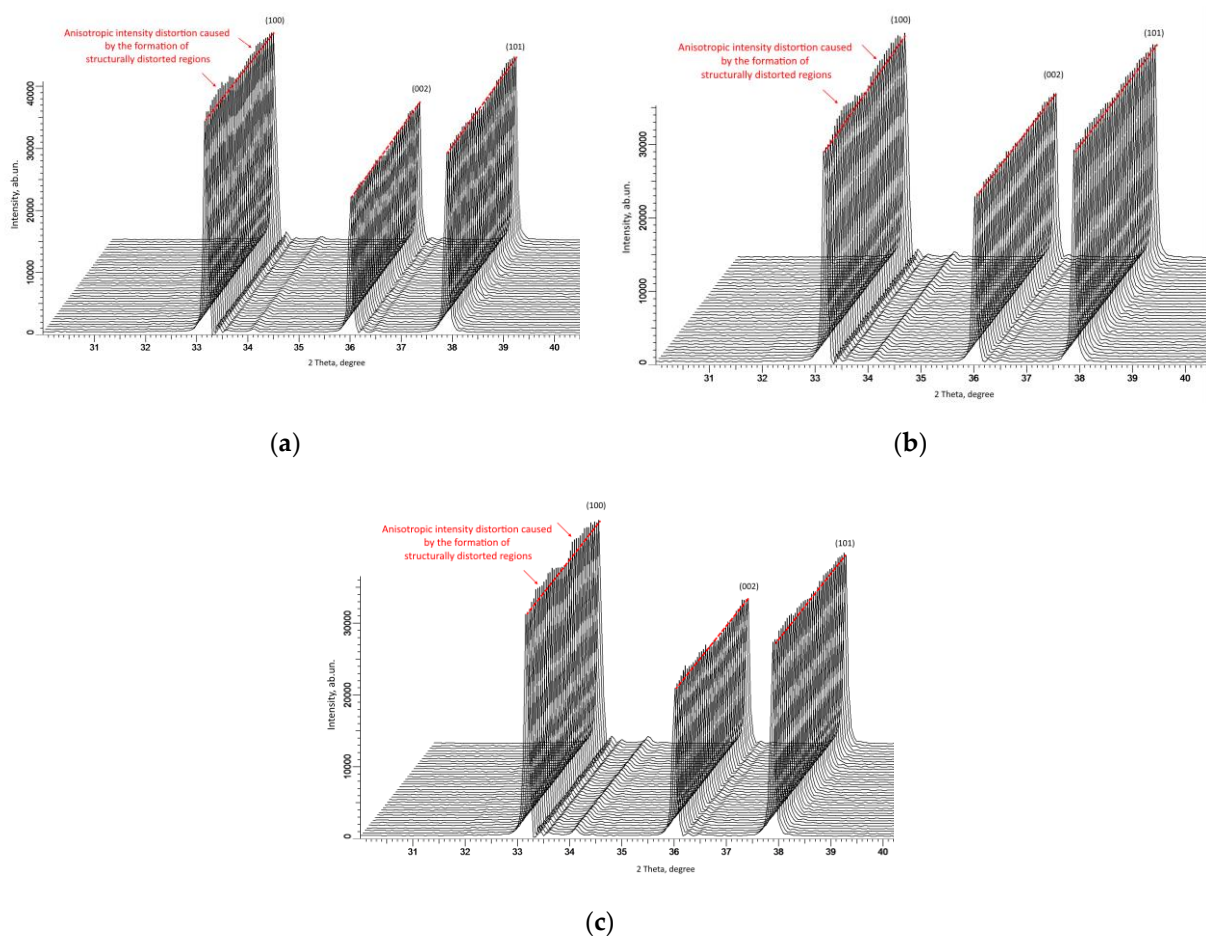 (100)
Anisotropic intensity distortion caused
by the formation of
structurally distorted regions
(101)
(002)
Intensity, ab.un.
40000
30000
20000
10000
0
31 32 33 34 35 36 37 38 39 40
2 Theta, degree
(a)
(100)
Anisotropic intensity distortion caused
by the formation of
structurally distorted regions
(101)
(002)
Intensity, ab.un.
30000
20000
10000
0
31 32 33 34 35 36 37 38 39 40
2 Theta, degree
(b)
(100)
Anisotropic intensity distortion caused
by the formation of
structurally distorted regions
(101)
(002)
Intensity, ab.un.
30000
20000
10000
0
31 32 33 34 35 36 37 38 39 40
2 Theta, degree
(c)